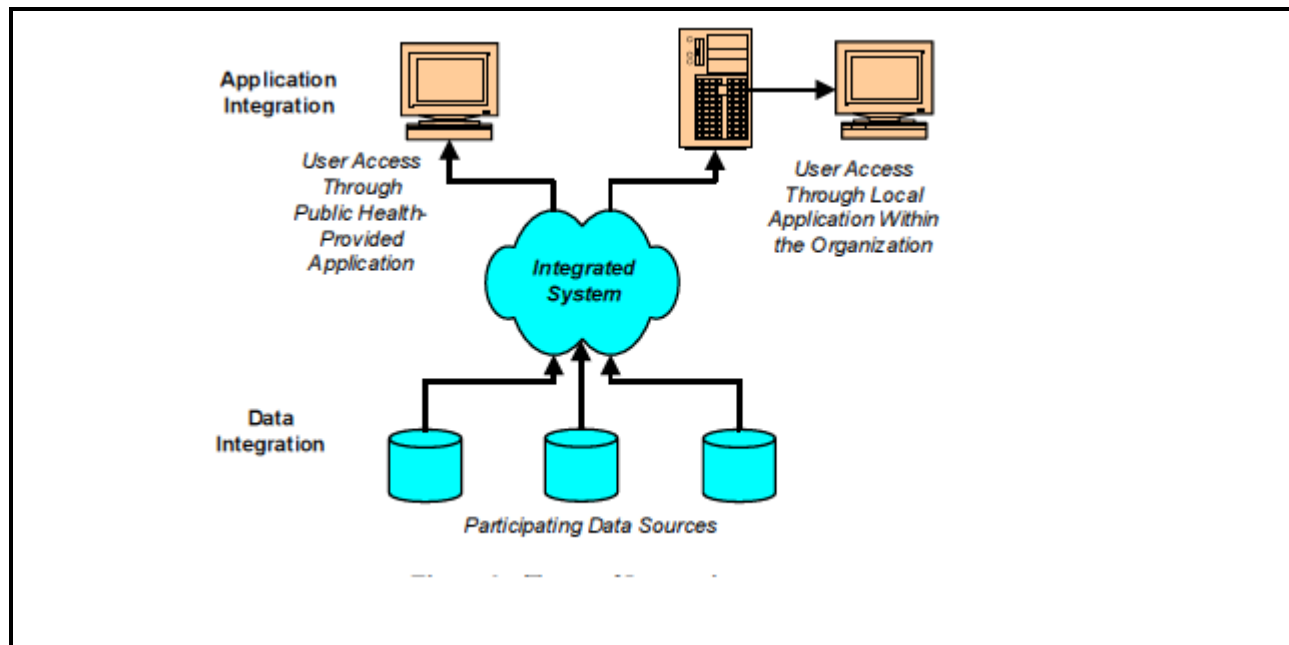 Application
Integration
User Access
Through
Public Health-
Provided
Application
User Access
Through Local
Application Within
the Organization
Integrated
System
Data
Integration
Participating Data Sources